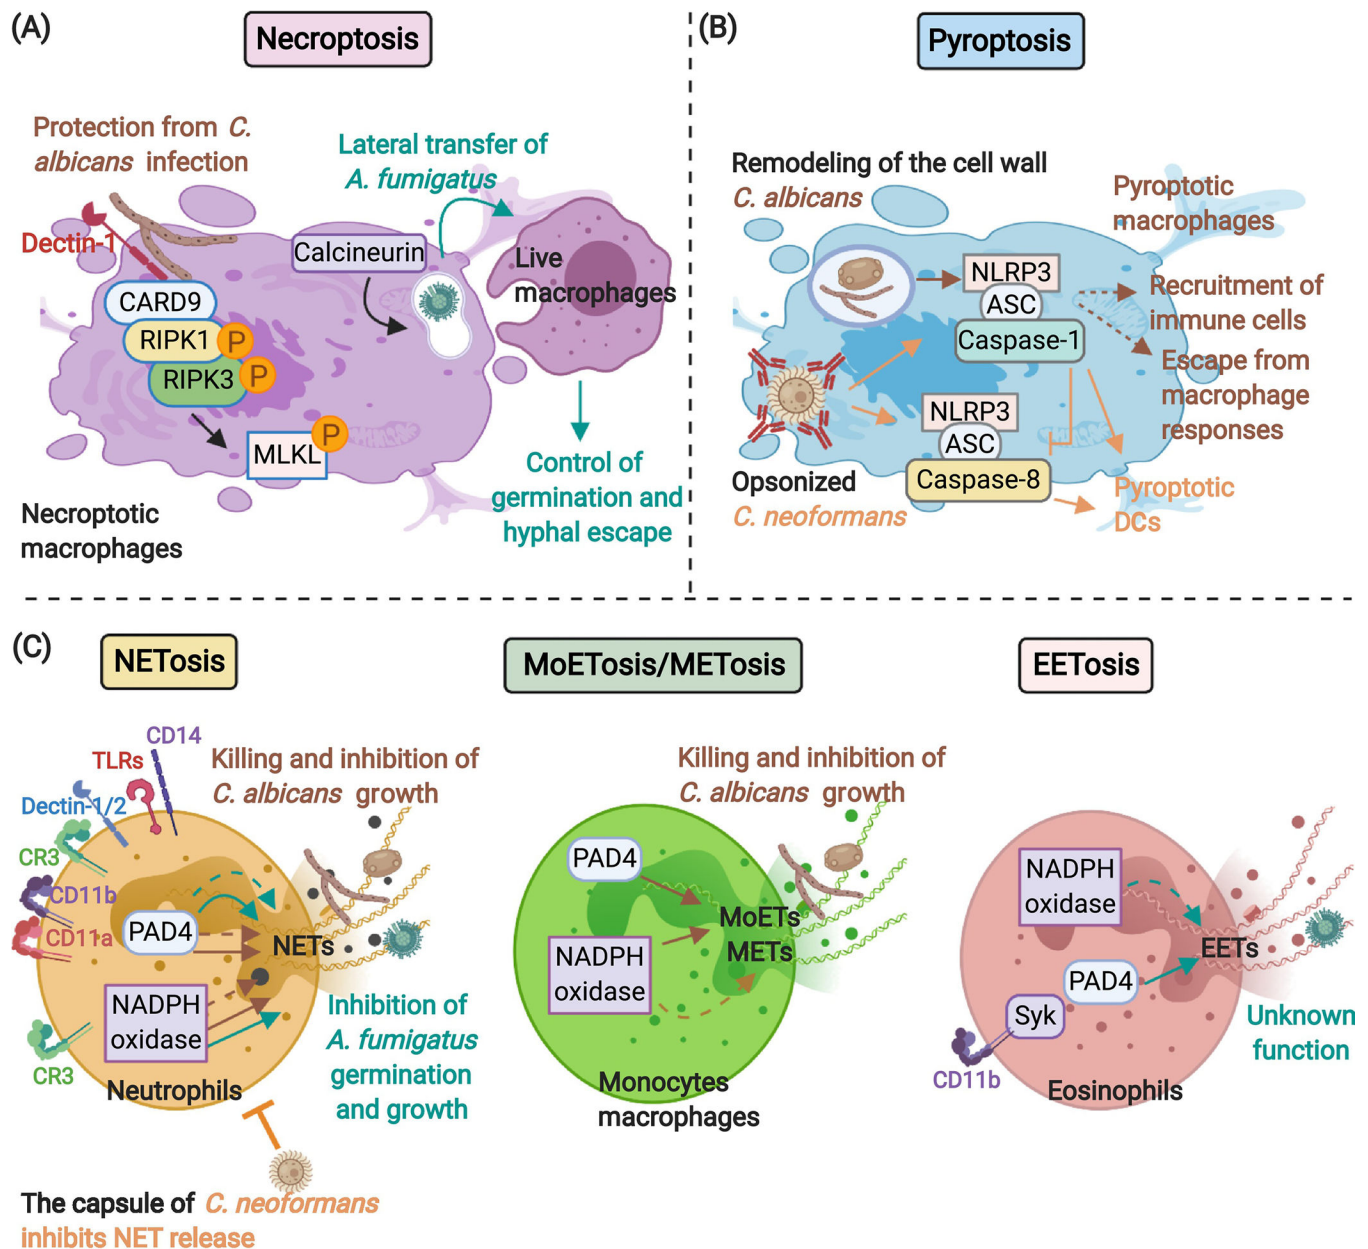 (A)
Necroptosis
Protection from C.
albicans infection
Lateral transfer of
A. fumigatus
Dectin-1
Calcineurin
Live
macrophages
CARD9
RIPK1
P
RIPK3
P
MLKL
P
Control of
germination and
hyphal escape
Necroptotic
macrophages
(B)
Pyroptosis
Remodeling of the cell wall
C. albicans
Pyroptotic
macrophages
NLRP3
ASC
Caspase-1
Recruitment of
immune cells
Escape from
macrophage
responses
NLRP3
ASC
Caspase-8
Opsonized
C. neoformans
Pyroptotic
DCs
(C)
NETosis
CD14
TLRs
Dectin-1/2
CR3
CD11b
CD11a
CR3
Killing and inhibition of
C. albicans growth
PAD4
NETs
NADPH
oxidase
Neutrophils
Inhibition of
A. fumigatus
germination
and growth
The capsule of C. neoformans
inhibits NET release
MoETosis/METosis
Killing and inhibition of
C. albicans growth
PAD4
MoETs
METs
NADPH
oxidase
Monocytes
macrophages
EETosis
NADPH
oxidase
EETs
PAD4
Syk
CD11b
Unknown
function
Eosinophils